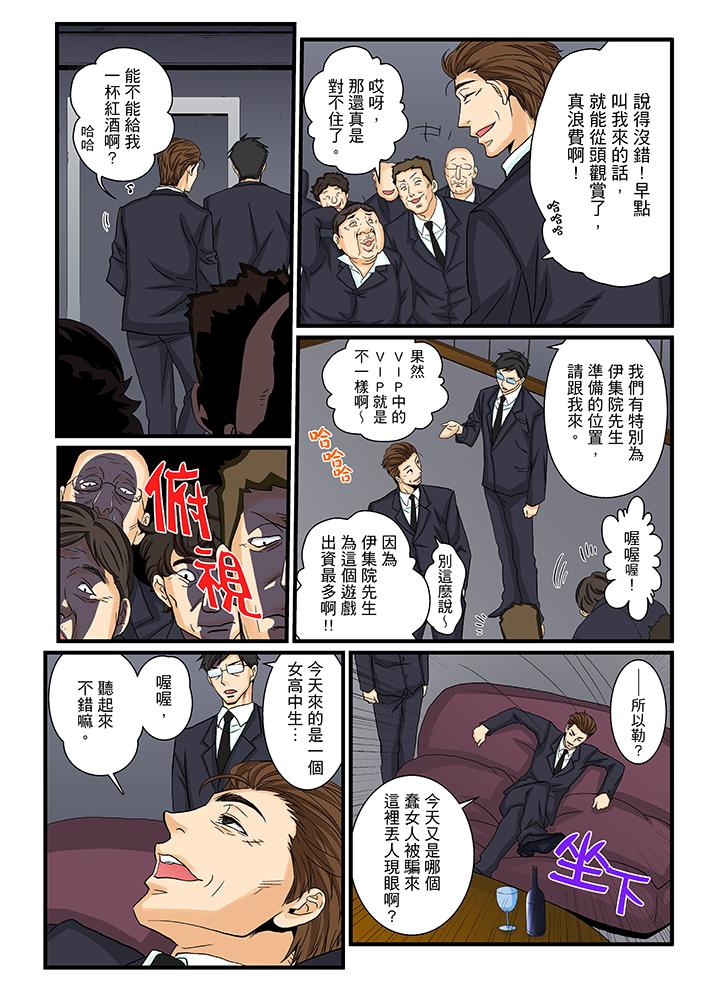 說得沒錯！早點
叫我來的話，
就能從頭觀賞了，
真浪費啊！
哈哈哈
哎呀，
那還真是
對不住了。
能不能給我
一杯紅酒啊？
哈哈
我們有特別為
伊集院先生
準備的位置，
請跟我來。
喔喔喔！
果然
VIP中的
VIP就是
不一樣啊～
哈哈哈
別這麼說～
因為
伊集院先生
為這個遊戲
出資最多啊!!
俯視
──所以勒？
坐下
今天又是哪個
蠢女人被騙來
這裡丟人現眼啊？
今天來的是一個
女高中生…
喔喔，
聽起來
不錯嘛。